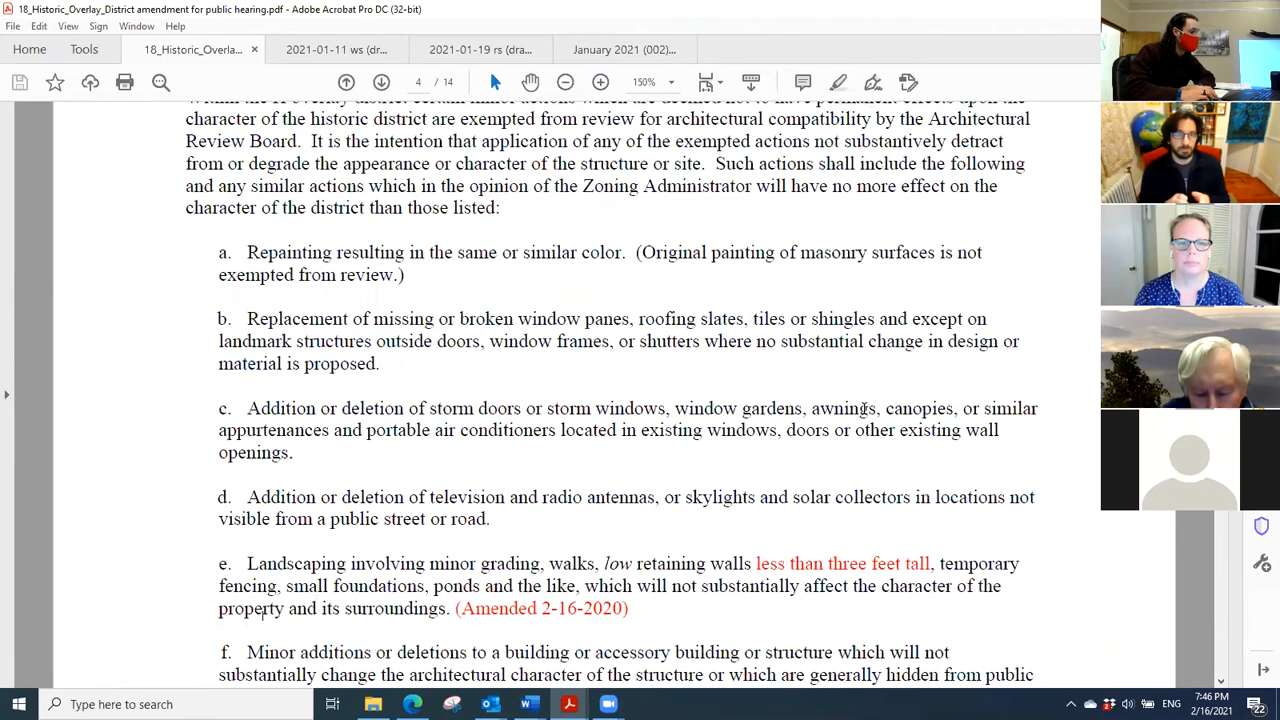 18_Historic_Overlay_District amendment for public hearing.pdf - Adobe Acrobat Pro DC (32-bit)
File Edit View Sign Window Help
Home Tools 18_Historic_Overla... × 2021-01-11 ws (dr... 2021-01-19 rs (dra... January 2021 (002)...
4 / 14 150%
character of the historic district are exempted from review for architectural compatibility by the Architectural
Review Board. It is the intention that application of any of the exempted actions not substantively detract
from or degrade the appearance or character of the structure or site. Such actions shall include the following
and any similar actions which in the opinion of the Zoning Administrator will have no more effect on the
character of the district than those listed:
a. Repainting resulting in the same or similar color. (Original painting of masonry surfaces is not
exempted from review.)
b. Replacement of missing or broken window panes, roofing slates, tiles or shingles and except on
landmark structures outside doors, window frames, or shutters where no substantial change in design or
material is proposed.
c. Addition or deletion of storm doors or storm windows, window gardens, awnings, canopies, or similar
appurtenances and portable air conditioners located in existing windows, doors or other existing wall
openings.
d. Addition or deletion of television and radio antennas, or skylights and solar collectors in locations not
visible from a public street or road.
e. Landscaping involving minor grading, walks, low retaining walls less than three feet tall, temporary
fencing, small foundations, ponds and the like, which will not substantially affect the character of the
property and its surroundings. (Amended 2-16-2020)
f. Minor additions or deletions to a building or accessory building or structure which will not
substantially change the architectural character of the structure or which are generally hidden from public
Type here to search
ENG
7:46 PM
2/16/2021
22